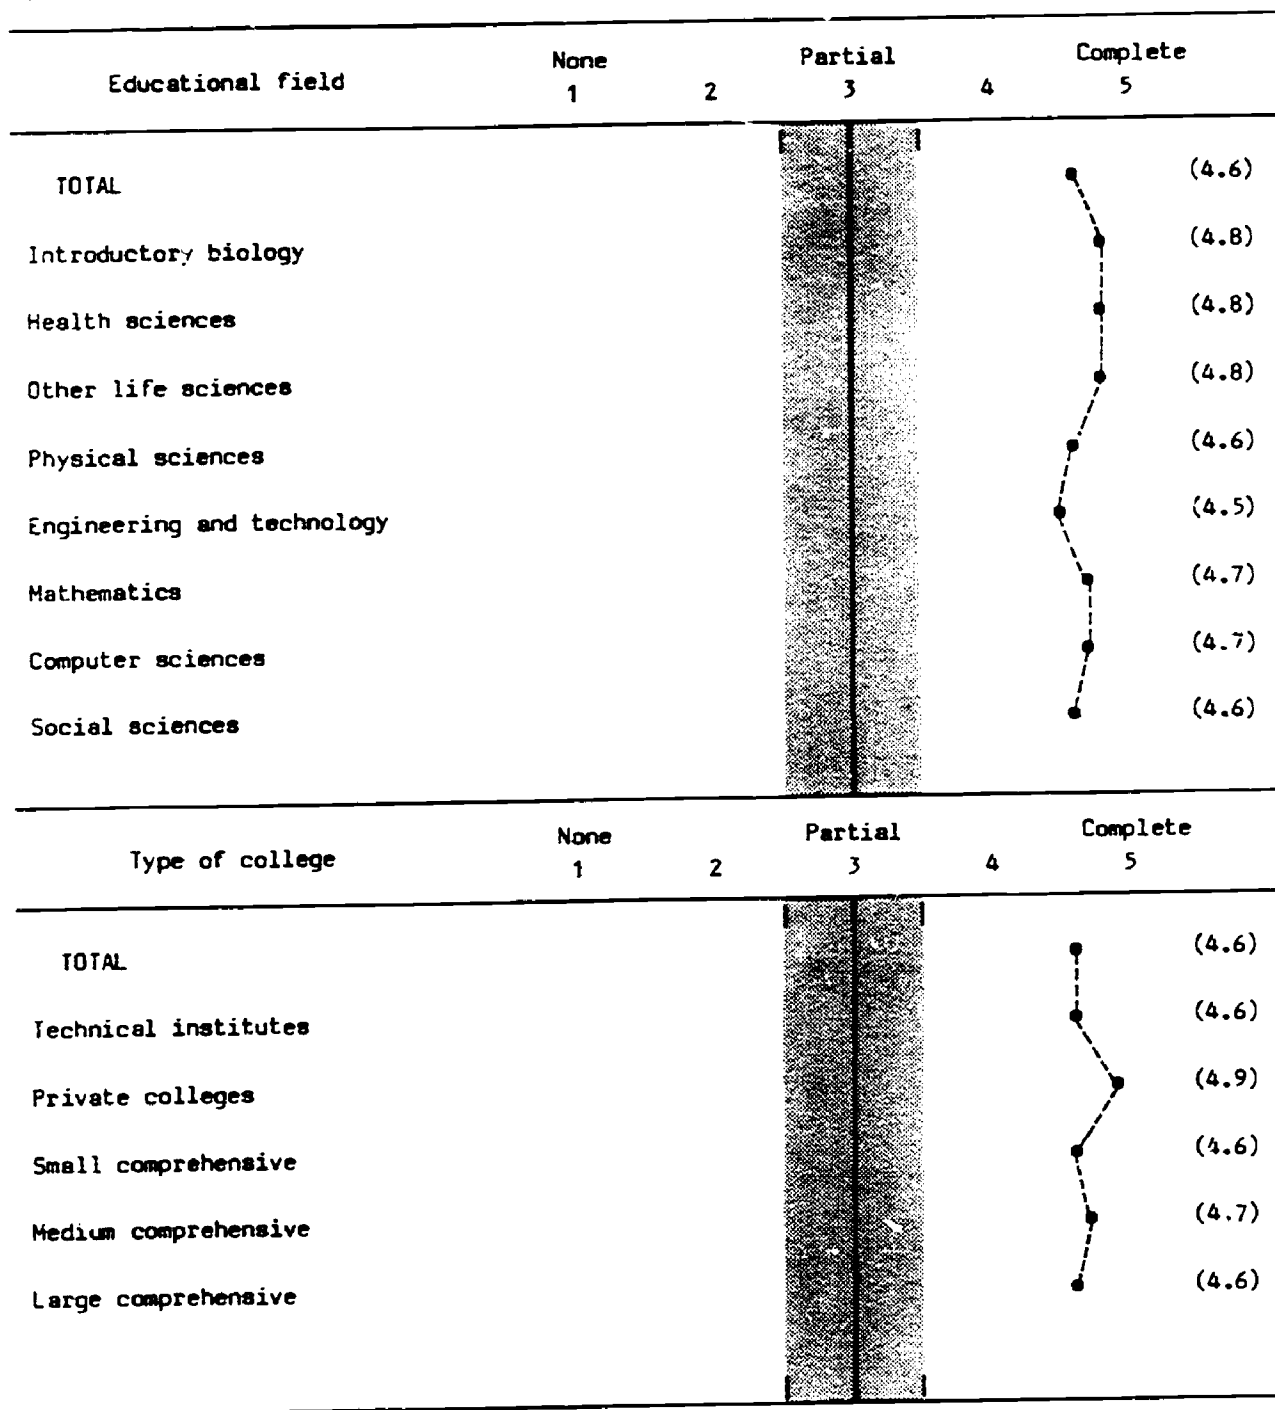 Educational field None 1 2 Partial 3 4 Complete 5
TOTAL (4.6)
Introductory biology (4.8)
Health sciences (4.8)
Other life sciences (4.8)
Physical sciences (4.6)
Engineering and technology (4.5)
Mathematics (4.7)
Computer sciences (4.7)
Social sciences (4.6)
Type of college None 1 2 Partial 3 4 Complete 5
TOTAL (4.6)
Technical institutes (4.6)
Private colleges (4.9)
Small comprehensive (4.6)
Medium comprehensive (4.7)
Large comprehensive (4.6)